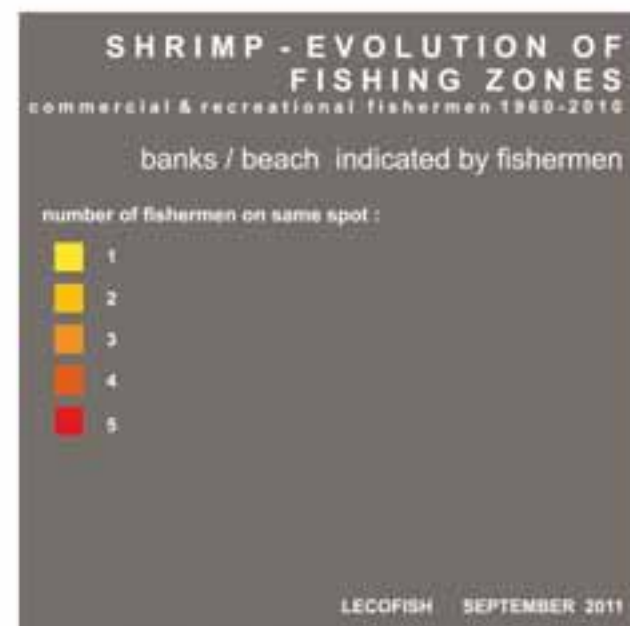 SHRIMP - EVOLUTION OF
FISHING ZONES
commercial & recreational fishermen 1960-2010
banks / beach indicated by fishermen
number of fishermen on same spot :
1
2
3
4
5
LECOFISH SEPTEMBER 2011